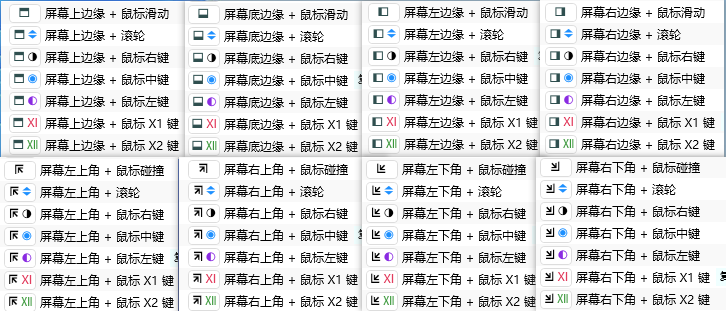 屏幕上边缘 + 鼠标滑动
屏幕上边缘 + 滚轮
屏幕上边缘 + 鼠标右键
屏幕上边缘 + 鼠标中键
屏幕上边缘 + 鼠标左键
XI 屏幕上边缘 + 鼠标 X1 键
XII 屏幕上边缘 + 鼠标 X2 键
屏幕底边缘 + 鼠标滑动
屏幕底边缘 + 滚轮
屏幕底边缘 + 鼠标右键
屏幕底边缘 + 鼠标中键
屏幕底边缘 + 鼠标左键
XI 屏幕底边缘 + 鼠标 X1 键
XII 屏幕底边缘 + 鼠标 X2 键
屏幕左边缘 + 鼠标滑动
屏幕左边缘 + 滚轮
屏幕左边缘 + 鼠标右键
屏幕左边缘 + 鼠标中键
屏幕左边缘 + 鼠标左键
XI 屏幕左边缘 + 鼠标 X1 键
XII 屏幕左边缘 + 鼠标 X2 键
屏幕右边缘 + 鼠标滑动
屏幕右边缘 + 滚轮
屏幕右边缘 + 鼠标右键
屏幕右边缘 + 鼠标中键
屏幕右边缘 + 鼠标左键
XI 屏幕右边缘 + 鼠标 X1 键
XII 屏幕右边缘 + 鼠标 X2 键
屏幕左上角 + 鼠标碰撞
屏幕左上角 + 滚轮
屏幕左上角 + 鼠标右键
屏幕左上角 + 鼠标中键
屏幕左上角 + 鼠标左键
XI 屏幕左上角 + 鼠标 X1 键
XII 屏幕左上角 + 鼠标 X2 键
屏幕右上角 + 鼠标碰撞
屏幕右上角 + 滚轮
屏幕右上角 + 鼠标右键
屏幕右上角 + 鼠标中键
屏幕右上角 + 鼠标左键
XI 屏幕右上角 + 鼠标 X1 键
XII 屏幕右上角 + 鼠标 X2 键
屏幕左下角 + 鼠标碰撞
屏幕左下角 + 滚轮
屏幕左下角 + 鼠标右键
屏幕左下角 + 鼠标中键
屏幕左下角 + 鼠标左键
XI 屏幕左下角 + 鼠标 X1 键
XII 屏幕左下角 + 鼠标 X2 键
屏幕右下角 + 鼠标碰撞
屏幕右下角 + 滚轮
屏幕右下角 + 鼠标右键
屏幕右下角 + 鼠标中键
屏幕右下角 + 鼠标左键
XI 屏幕右下角 + 鼠标 X1 键
XII 屏幕右下角 + 鼠标 X2 键